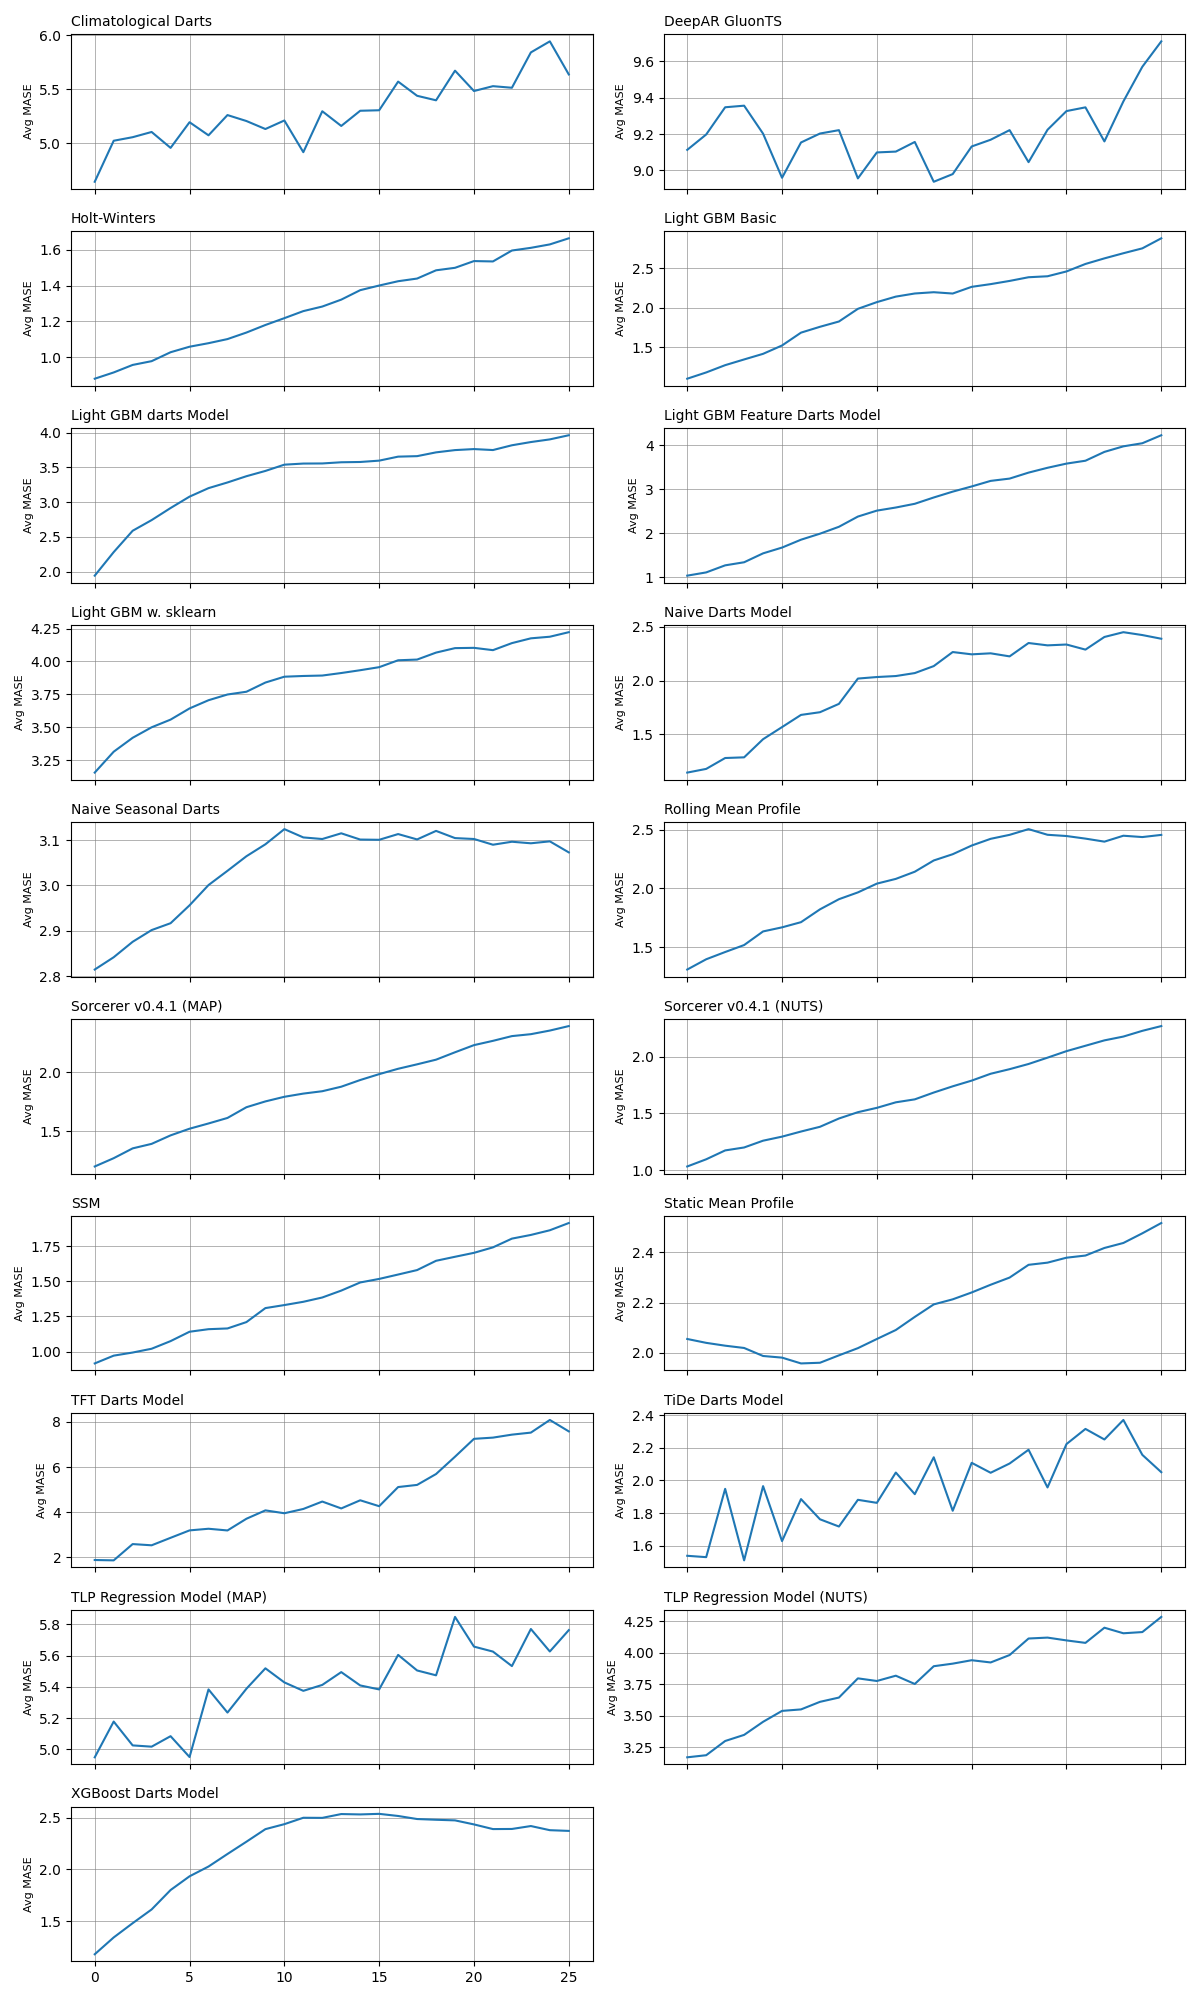 Climatological Darts
6.0
5.5
5.0
Avg MASE
DeepAR GluonTS
9.6
9.4
9.2
9.0
Avg MASE
Holt-Winters
1.6
1.4
1.2
1.0
Avg MASE
Light GBM Basic
2.5
2.0
1.5
Avg MASE
Light GBM darts Model
4.0
3.5
3.0
2.5
2.0
Avg MASE
Light GBM Feature Darts Model
4
3
2
1
Avg MASE
Light GBM w. sklearn
4.25
4.00
3.75
3.50
3.25
Avg MASE
Naive Darts Model
2.5
2.0
1.5
Avg MASE
Naive Seasonal Darts
3.1
3.0
2.9
2.8
Avg MASE
Rolling Mean Profile
2.5
2.0
1.5
Avg MASE
Sorcerer v0.4.1 (MAP)
2.0
1.5
Avg MASE
Sorcerer v0.4.1 (NUTS)
2.0
1.5
1.0
Avg MASE
SSM
1.75
1.50
1.25
1.00
Avg MASE
Static Mean Profile
2.4
2.2
2.0
Avg MASE
TFT Darts Model
8
6
4
2
Avg MASE
TiDe Darts Model
2.4
2.2
2.0
1.8
1.6
Avg MASE
TLP Regression Model (MAP)
5.8
5.6
5.4
5.2
5.0
Avg MASE
TLP Regression Model (NUTS)
4.25
4.00
3.75
3.50
3.25
Avg MASE
XGBoost Darts Model
2.5
2.0
1.5
Avg MASE
0 5 10 15 20 25